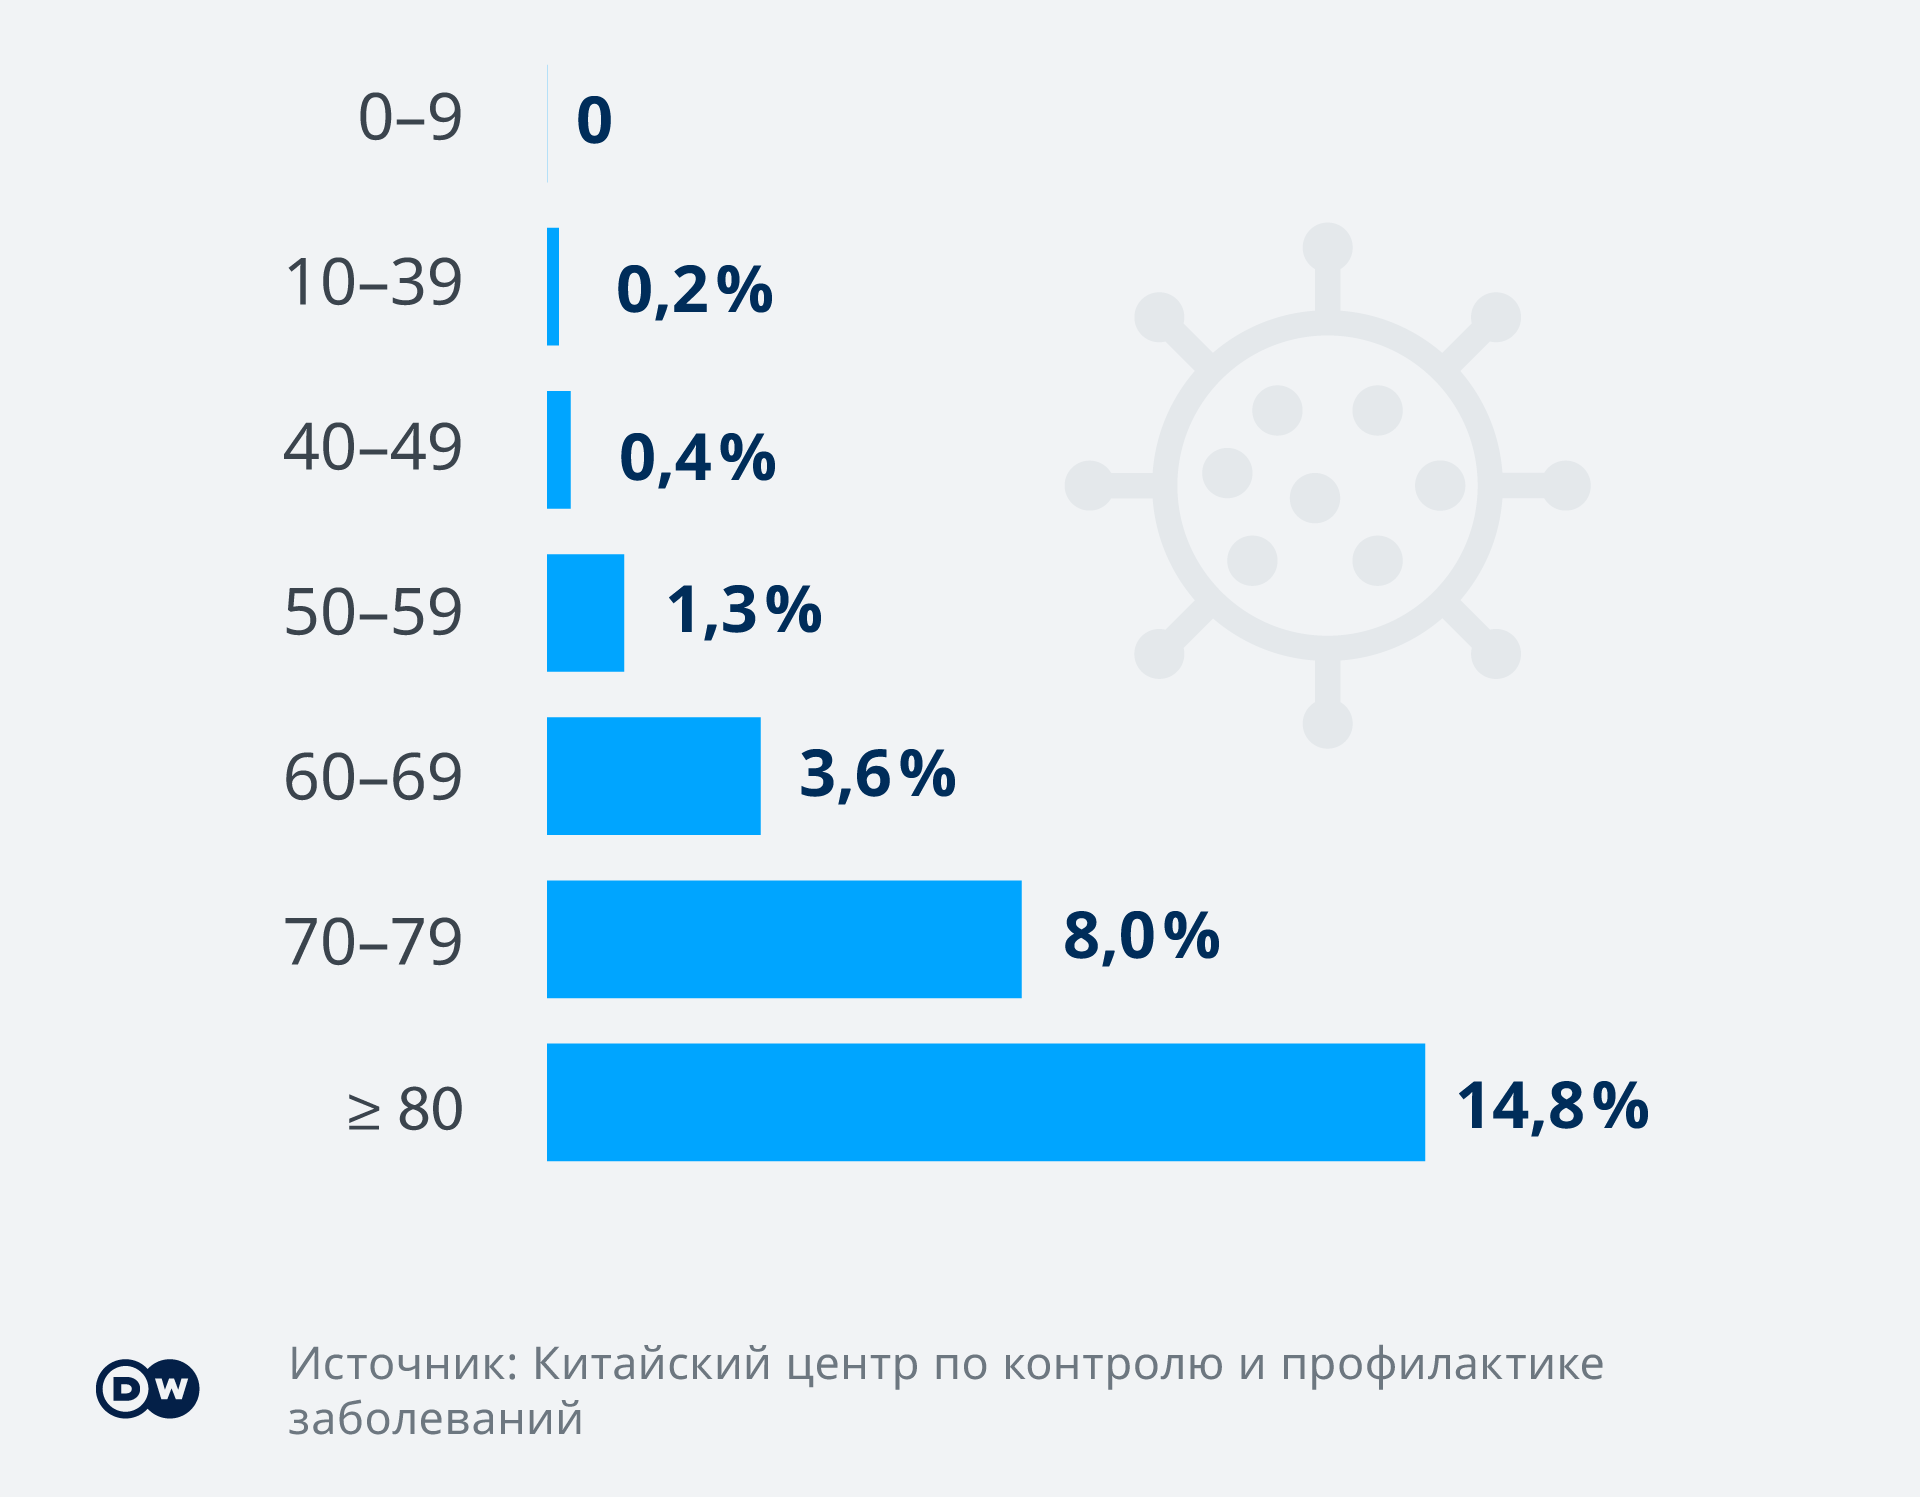 0–9 0
10–39 0,2 %
40–49 0,4 %
50–59 1,3 %
60–69 3,6 %
70–79 8,0 %
≥ 80 14,8 %
DW Источник: Китайский центр по контролю и профилактике
заболеваний